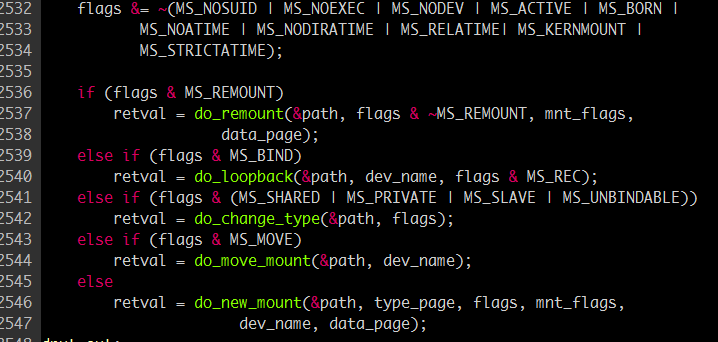 2532 flags &= ~(MS_NOSUID | MS_NOEXEC | MS_NODEV | MS_ACTIVE | MS_BORN |
2533 MS_NOATIME | MS_NODIRATIME | MS_RELATIME| MS_KERNMOUNT |
2534 MS_STRICTATIME);
2535
2536 if (flags & MS_REMOUNT)
2537 retval = do_remount(&path, flags & ~MS_REMOUNT, mnt_flags,
2538 data_page);
2539 else if (flags & MS_BIND)
2540 retval = do_loopback(&path, dev_name, flags & MS_REC);
2541 else if (flags & (MS_SHARED | MS_PRIVATE | MS_SLAVE | MS_UNBINDABLE))
2542 retval = do_change_type(&path, flags);
2543 else if (flags & MS_MOVE)
2544 retval = do_move_mount(&path, dev_name);
2545 else
2546 retval = do_new_mount(&path, type_page, flags, mnt_flags,
2547 dev_name, data_page);